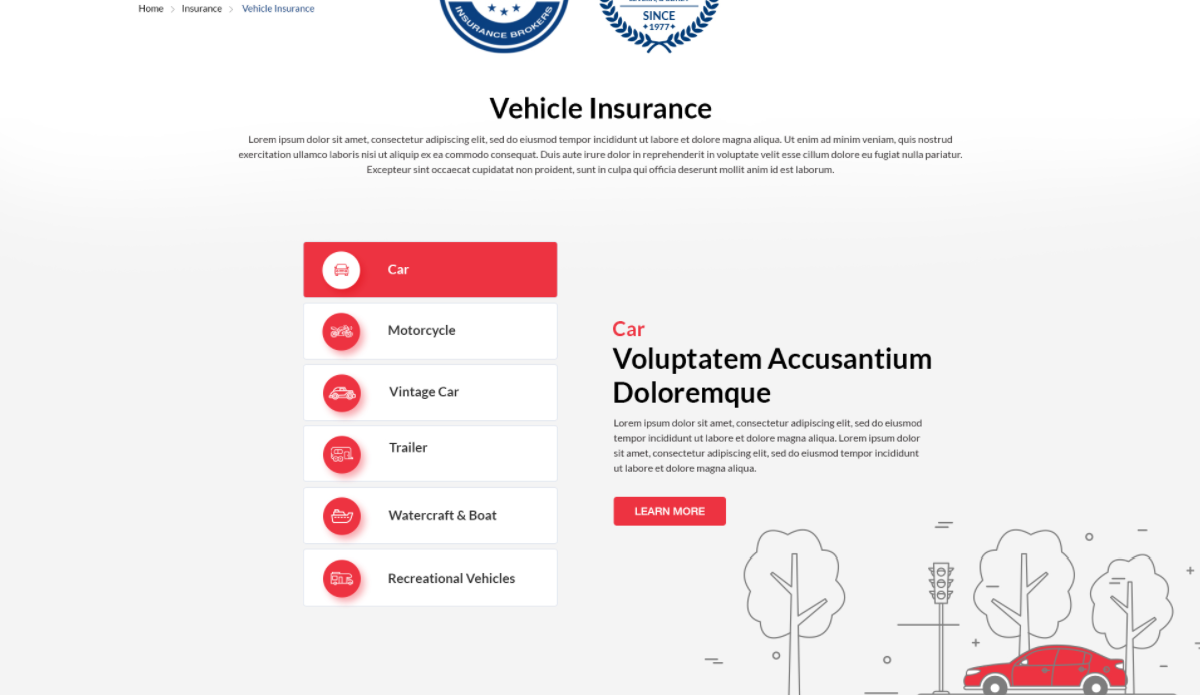 Home
Insurance
Vehicle Insurance
INSURANCE BROKERS
SINCE
1977
Vehicle Insurance
Lorem ipsum dolor sit amet, consectetur adipiscing elit, sed do eiusmod tempor incididunt ut labore et dolore magna aliqua. Ut enim ad minim veniam, quis nostrud
exercitation ullamco laboris nisi ut aliquip ex ea commodo consequat. Duis aute irure dolor in reprehenderit in voluptate velit esse cillum dolore eu fugiat nulla pariatur.
Excepteur sint occaecat cupidatat non proident, sunt in culpa qui officia deserunt mollit anim id est laborum.
Car
Motorcycle
Vintage Car
Trailer
Watercraft & Boat
Recreational Vehicles
Car
Voluptatem Accusantium
Doloremque
Lorem ipsum dolor sit amet, consectetur adipiscing elit, sed do eiusmod
tempor incididunt ut labore et dolore magna aliqua. Lorem ipsum dolor
sit amet, consectetur adipiscing elit, sed do eiusmod tempor incididunt
ut labore et dolore magna aliqua.
LEARN MORE